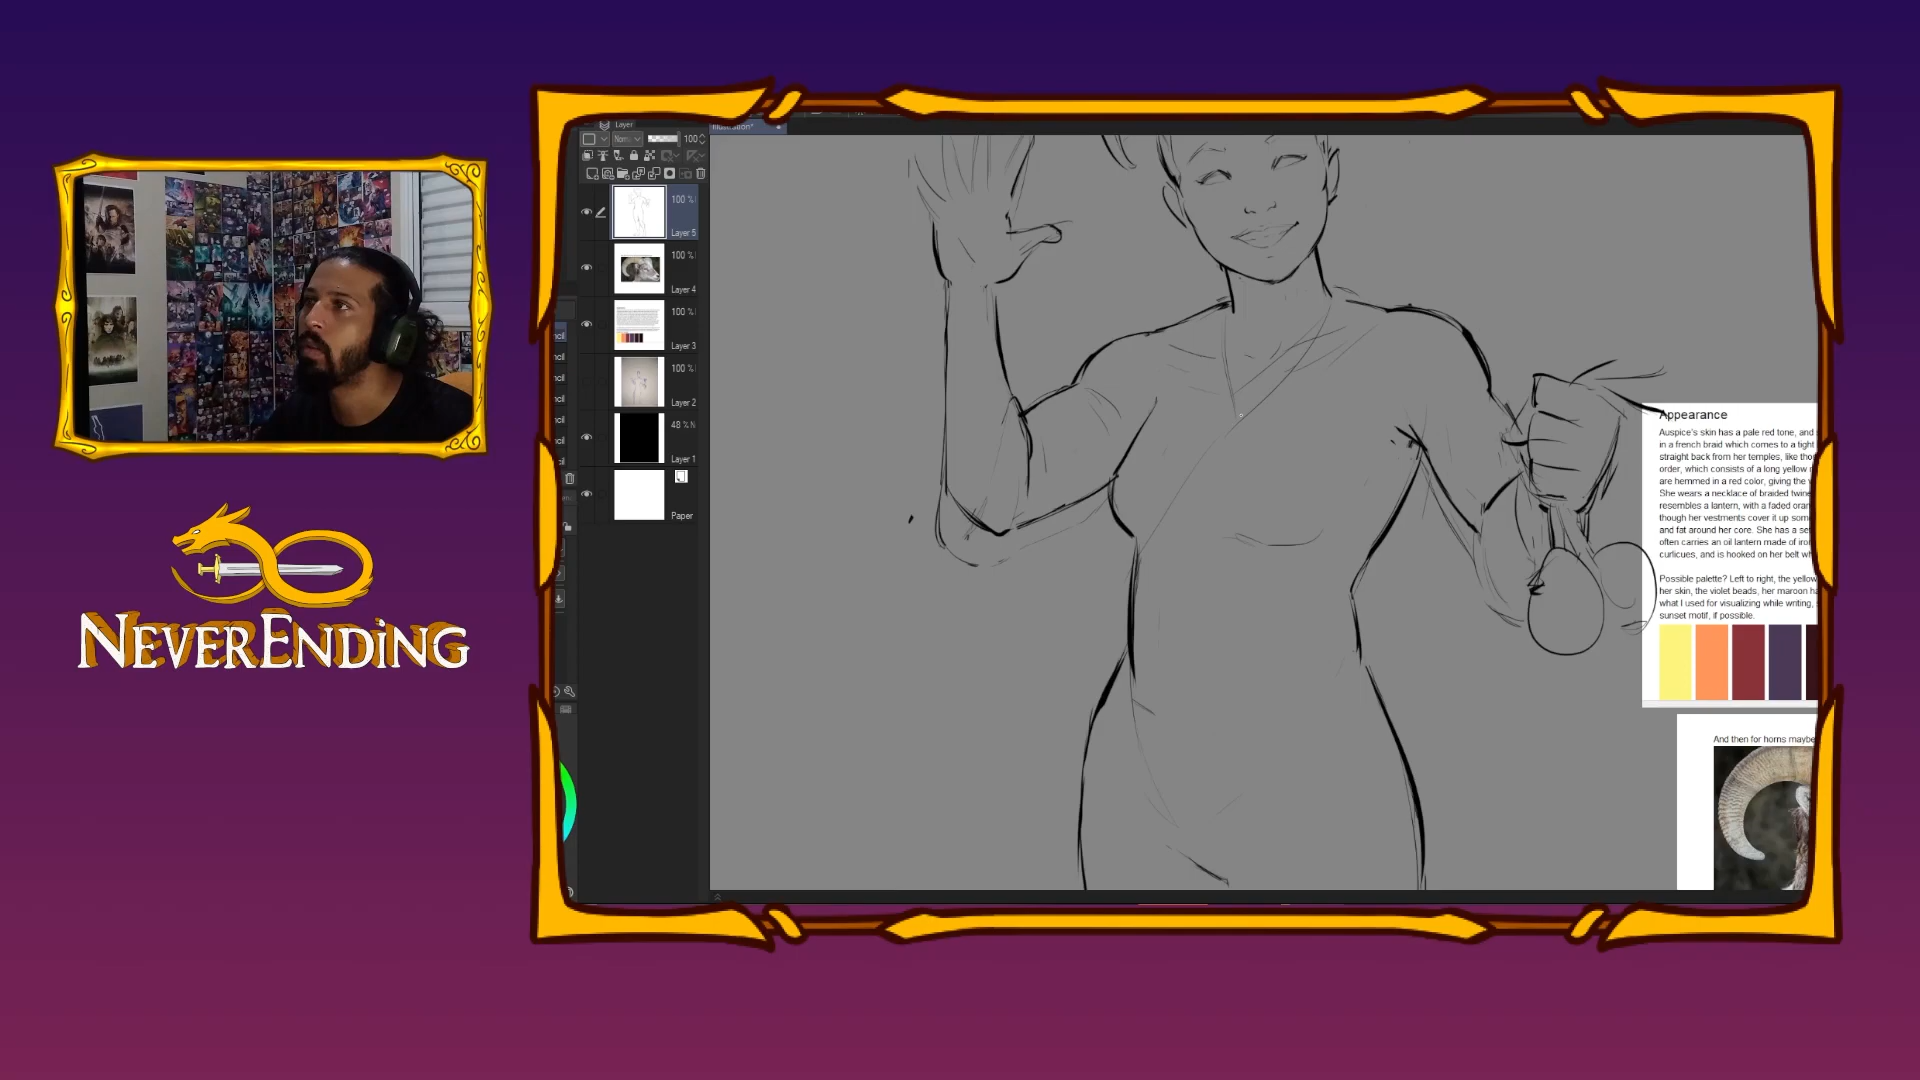 NEVERENDiNG
Layer
Illustration*
Norm
100
100 %
Layer 5
100 %
Layer 4
100 %
Layer 3
100 %
Layer 2
48 % N
Layer 1
Paper
Appearance
Auspice's skin has a pale red tone, and
in a french braid which comes to a tight
straight back from her temples, like
order, which consists of a long yellow
are hemmed in a red color, giving the
She wears a necklace of braided twine
resembles a lantern, with a faded
though her vestments cover it up
and fat around her core. She has a
often carries an oil lantern made of
curlicues, and is hooked on her belt
Possible palette? Left to right, the yellow
her skin, the violet beads, her maroon
what I used for visualizing while writing,
sunset motif, if possible.
And then for horns maybe